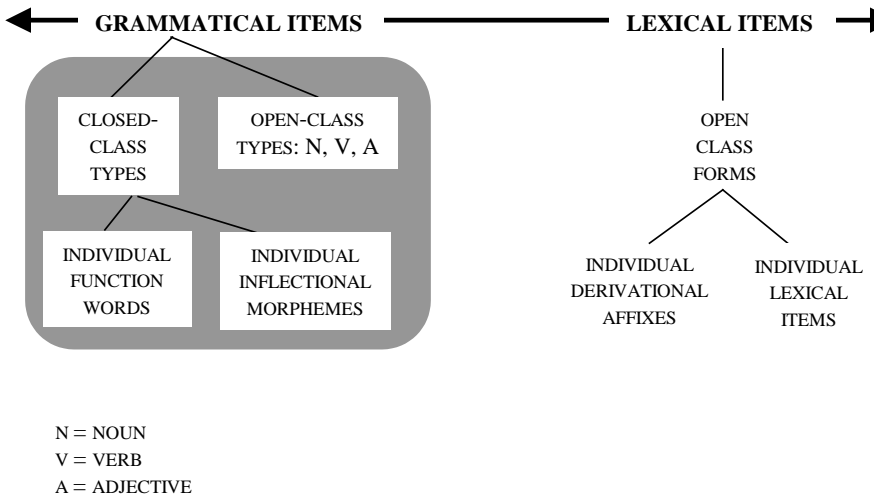 GRAMMATICAL ITEMS LEXICAL ITEMS
CLOSED-
CLASS
TYPES
OPEN-CLASS
TYPES: N, V, A
OPEN
CLASS
FORMS
INDIVIDUAL
FUNCTION
WORDS
INDIVIDUAL
INFLECTIONAL
MORPHEMES
INDIVIDUAL
DERIVATIONAL
AFFIXES
INDIVIDUAL
LEXICAL
ITEMS
N = NOUN
V = VERB
A = ADJECTIVE